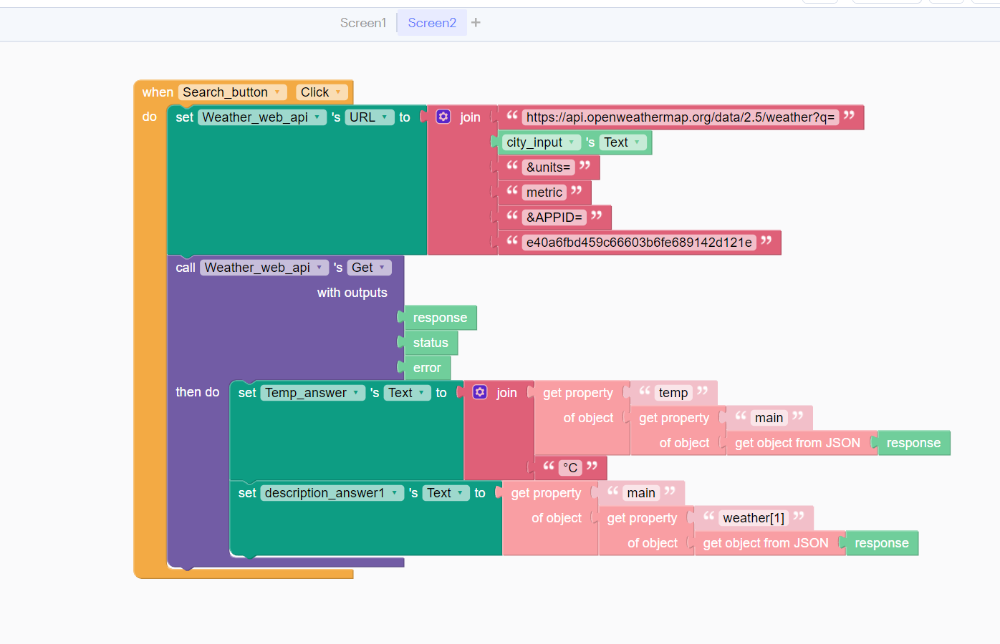 Screen1 Screen2 +
when Search_button Click
do set Weather_web_api 's URL to join “ https://api.openweathermap.org/data/2.5/weather?q= ”
city_input 's Text
“ &units= ”
“ metric ”
“ &APPID= ”
“ e40a6fbd459c66603b6fe689142d121e ”
call Weather_web_api 's Get
with outputs
response
status
error
then do set Temp_answer 's Text to join get property “ temp ”
of object get property “ main ”
of object get object from JSON response
“ °C ”
set description_answer1 's Text to get property “ main ”
of object get property “ weather[1] ”
of object get object from JSON response